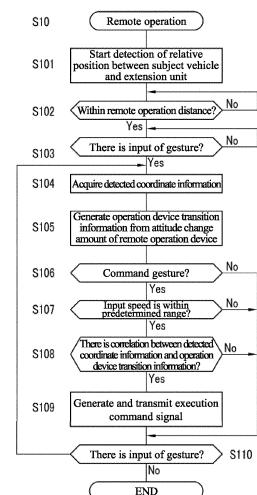 S10
Remote operation
S101
Start detection of relative
position between subject vehicle
and extension unit
S102
Within remote operation distance?
No
Yes
S103
There is input of gesture?
No
Yes
S104
Acquire detected coordinate information
S105
Generate operation device transition
information from attitude change
amount of remote operation device
S106
Command gesture?
No
Yes
S107
Input speed is within
predetermined range?
No
Yes
S108
There is correlation between detected
coordinate information and operation
device transition information?
No
Yes
S109
Generate and transmit execution
command signal
There is input of gesture?
S110
No
END